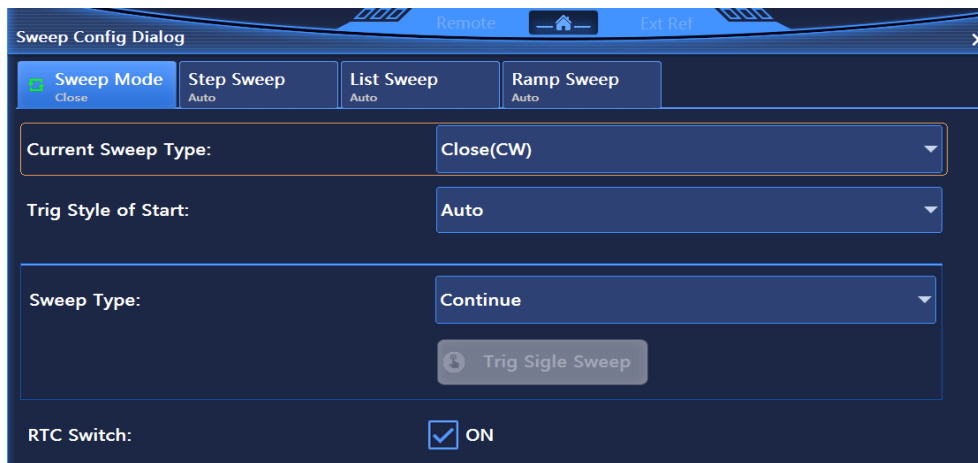 Remote
Ext Ref
Sweep Config Dialog
Sweep Mode
Close
Step Sweep
Auto
List Sweep
Auto
Ramp Sweep
Auto
Current Sweep Type:
Close(CW)
Trig Style of Start:
Auto
Sweep Type:
Continue
Trig Sigle Sweep
RTC Switch:
ON